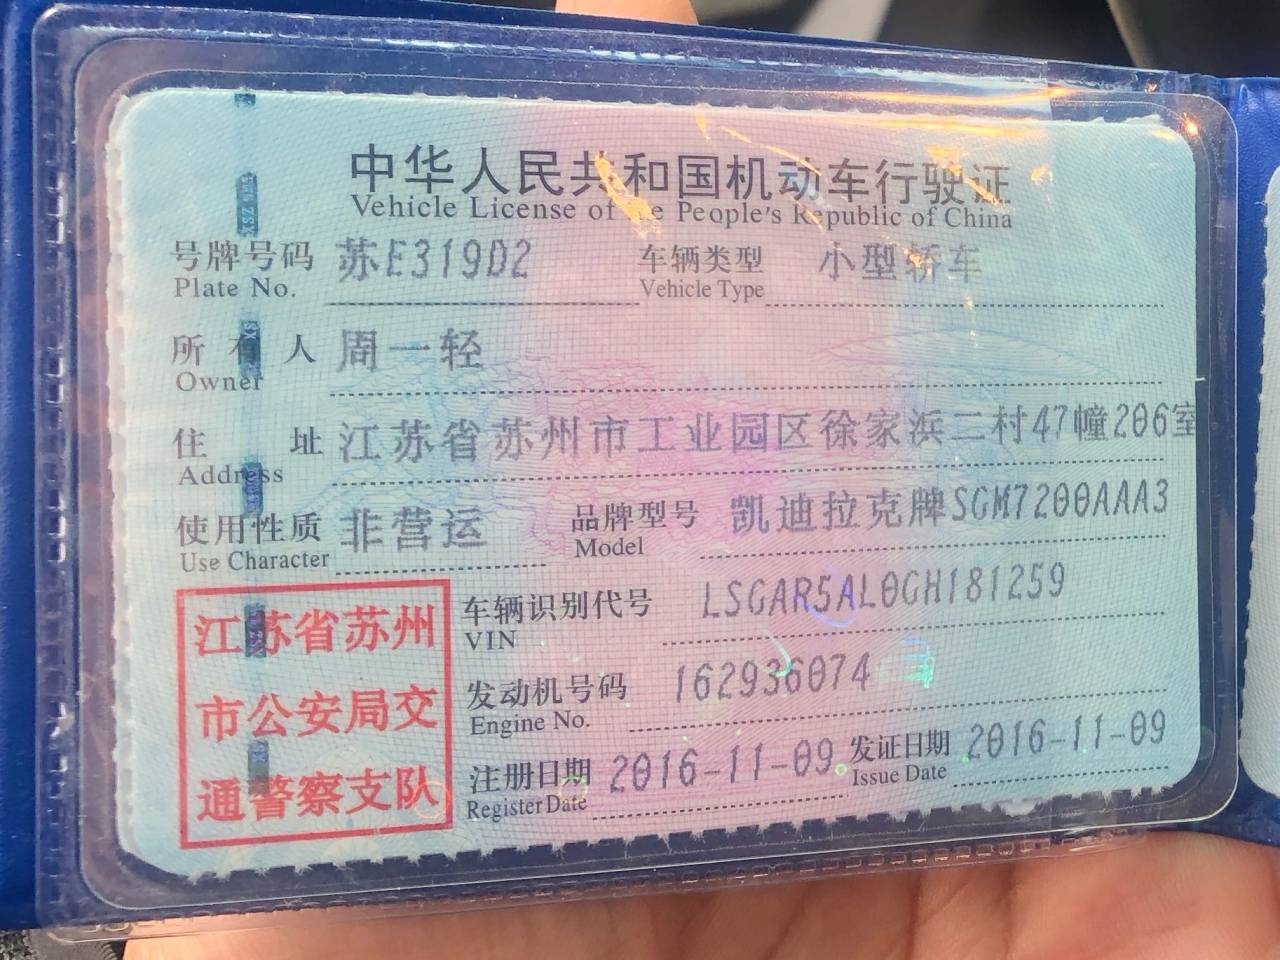 中华人民共和国机动车行驶证
Vehicle License of the People's Republic of China
号牌号码 苏E319D2 车辆类型 小型轿车
Plate No. Vehicle Type
所有人 周一轻
Owner
住址 江苏省苏州市工业园区徐家浜二村47幢206室
Address
使用性质 非营运 品牌型号 凯迪拉克牌SGM7200AAA3
Use Character Model
江苏省苏州 车辆识别代号 LSGAR5AL0GH181259
VIN
市公安局交 发动机号码 162936074
Engine No.
通警察支队 注册日期 2016-11-09 发证日期 2016-11-09
Register Date Issue Date